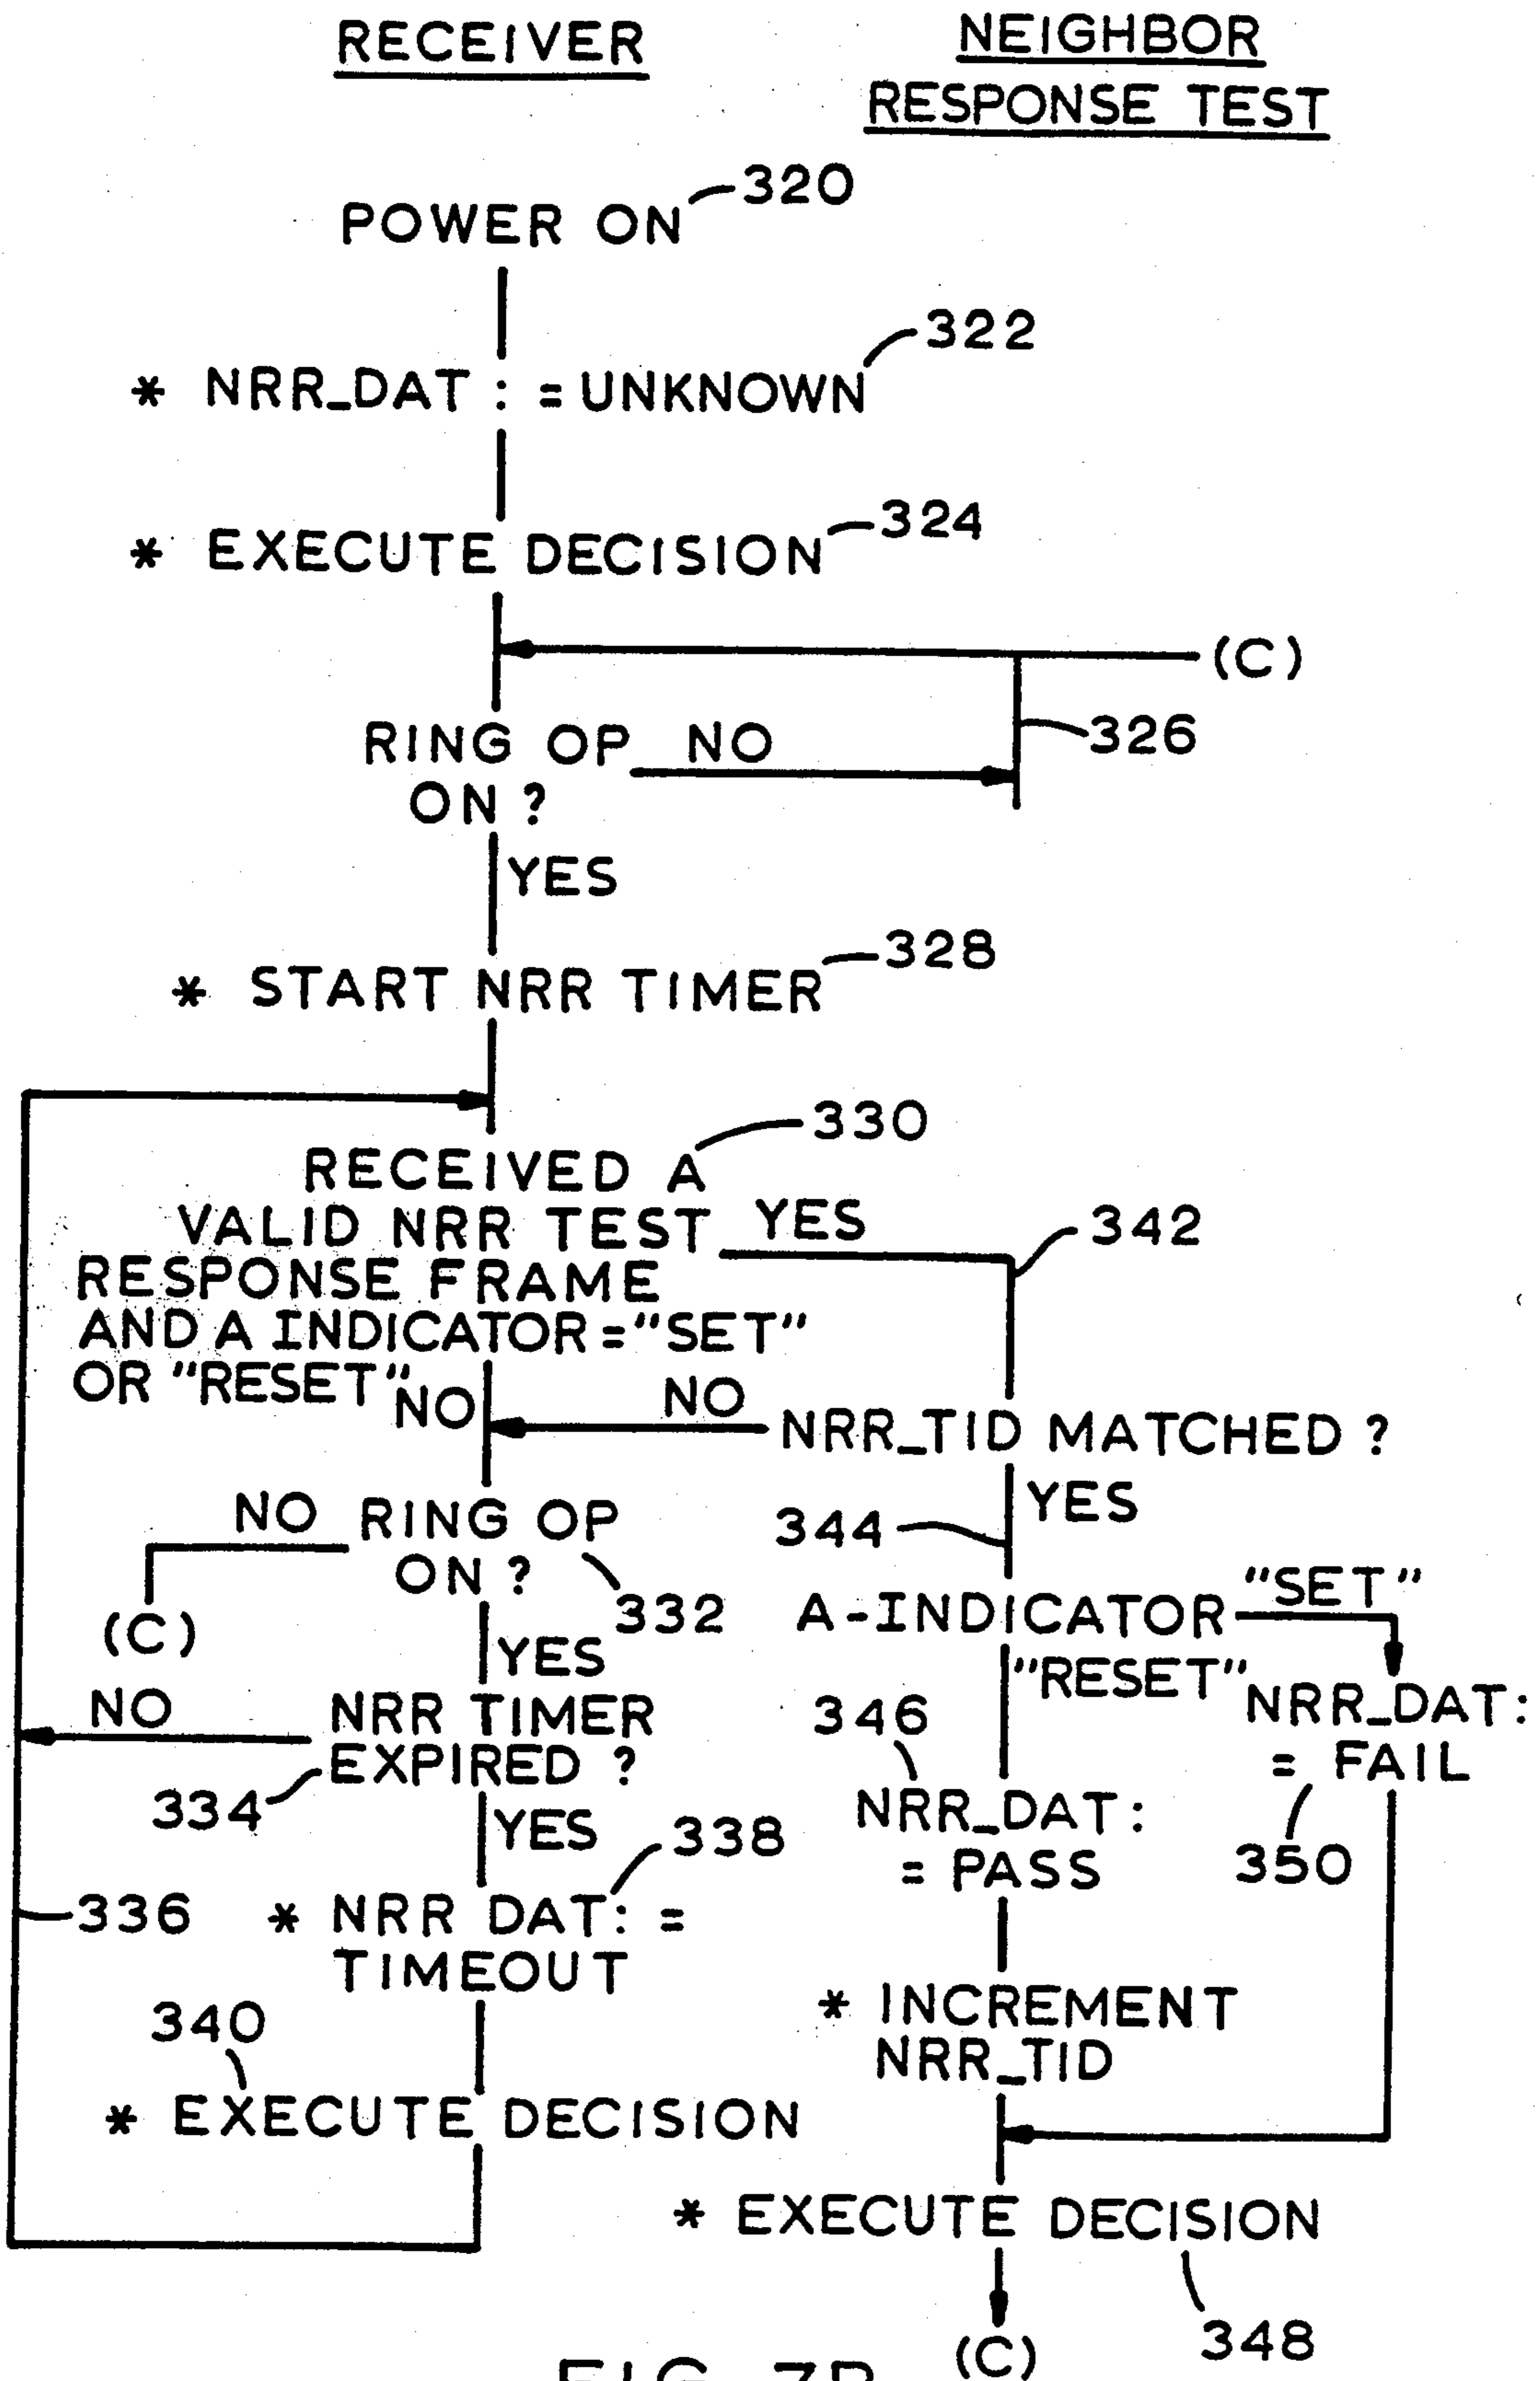 RECEIVER
NEIGHBOR
RESPONSE TEST
320
POWER ON
322
* NRR_DAT : = UNKNOWN
324
* EXECUTE DECISION
(C)
326
RING OP NO
ON ?
YES
328
* START NRR TIMER
330
RECEIVED A
VALID NRR TEST YES
342
RESPONSE FRAME
AND A INDICATOR = "SET"
OR "RESET"
NO
NO
NRR_TID MATCHED ?
YES
344
NO RING OP
ON ?
332
(C)
YES
A-INDICATOR "SET"
"RESET"
NRR_DAT:
= FAIL
350
NO
NRR TIMER
EXPIRED ?
334
YES
338
346
NRR_DAT:
= PASS
336
* NRR DAT: =
TIMEOUT
* INCREMENT
NRR_TID
340
* EXECUTE DECISION
* EXECUTE DECISION
348
(C)